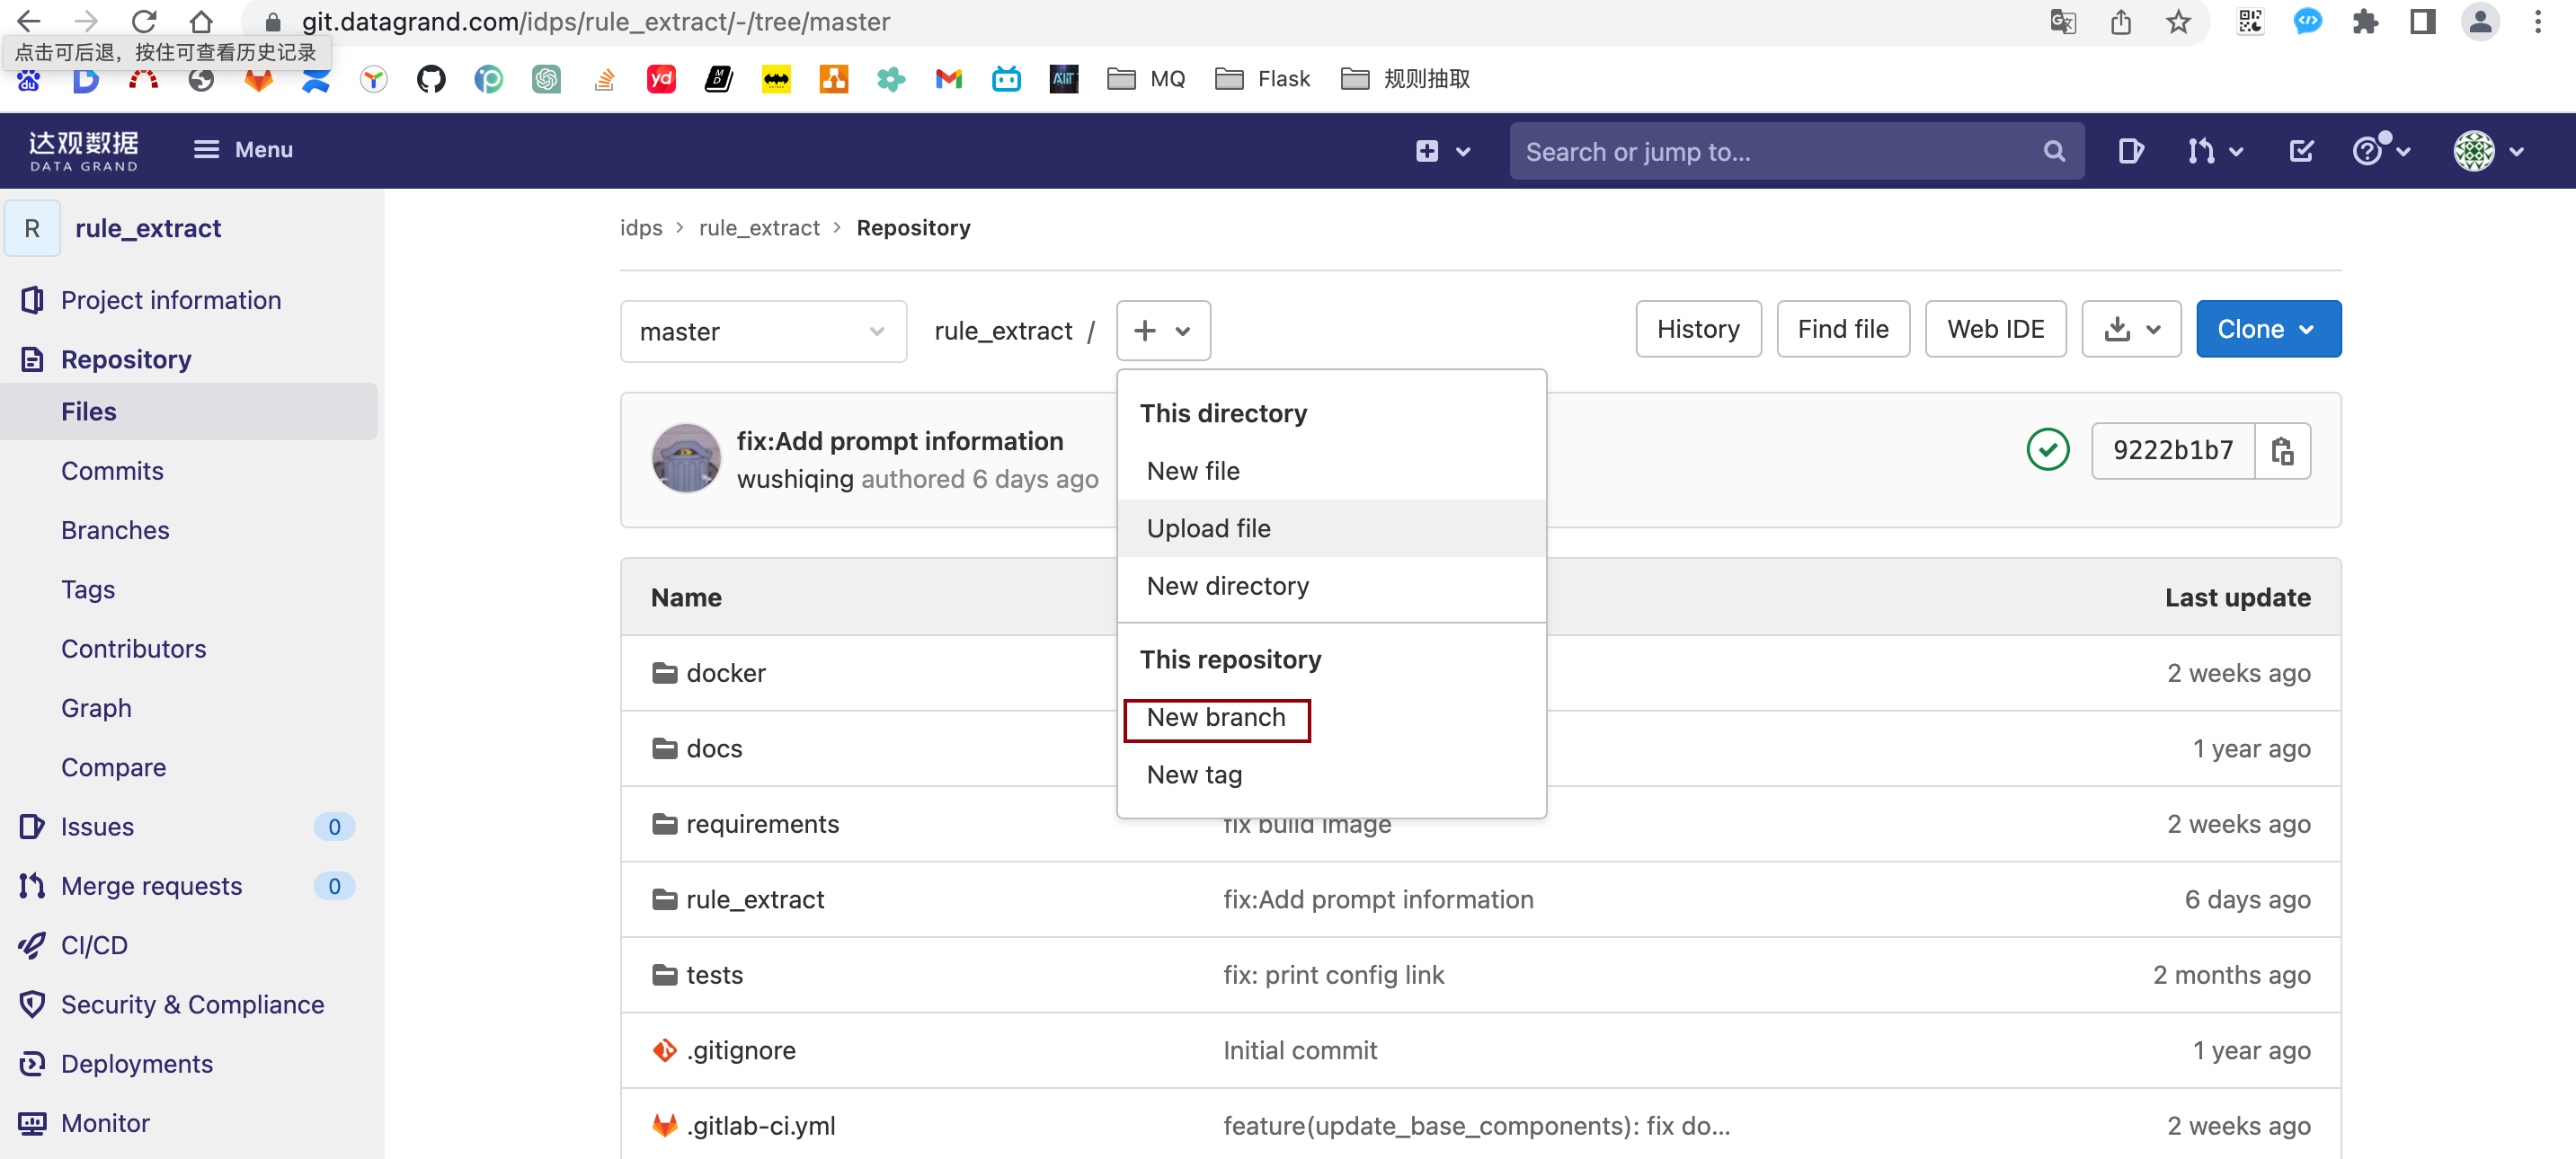 git.datagrand.com/idps/rule_extract/-/tree/master
点击可后退，按住可查看历史记录
yd
MQ
Flask
规则抽取
达观数据
DATA GRAND
Menu
Search or jump to...
R
rule_extract
Project information
Repository
Files
Commits
Branches
Tags
Contributors
Graph
Compare
Issues
0
Merge requests
0
CI/CD
Security & Compliance
Deployments
Monitor
idps > rule_extract > Repository
master
rule_extract /
History
Find file
Web IDE
Clone
This directory
New file
Upload file
New directory
This repository
New branch
New tag
fix:Add prompt information
wushiqing authored 6 days ago
9222b1b7
Name
Last update
docker
2 weeks ago
docs
1 year ago
requirements
fix build image
2 weeks ago
rule_extract
fix:Add prompt information
6 days ago
tests
fix: print config link
2 months ago
.gitignore
Initial commit
1 year ago
.gitlab-ci.yml
feature(update_base_components): fix do...
2 weeks ago